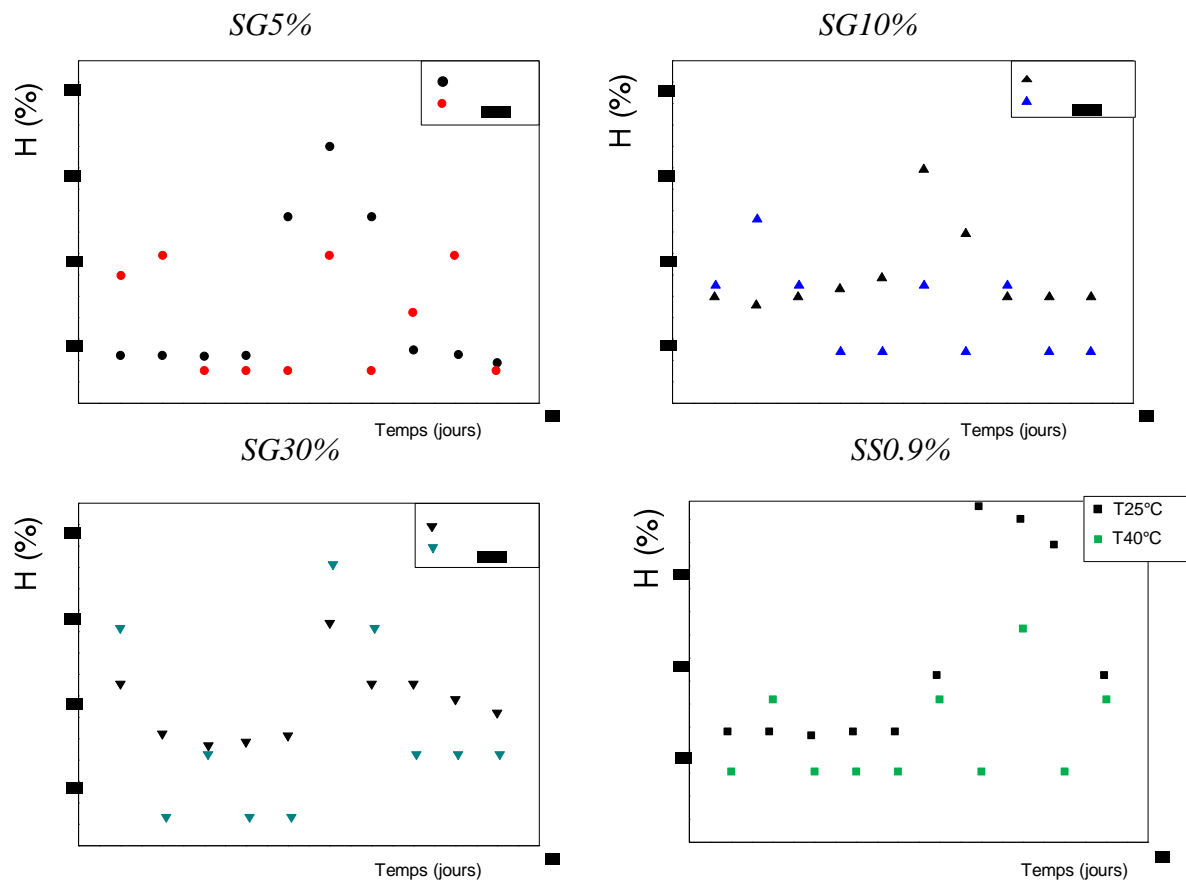 SG5%
H (%)
Temps (jours)
SG10%
H (%)
Temps (jours)
SG30%
H (%)
Temps (jours)
SS0.9%
H (%)
T25°C
T40°C
Temps (jours)